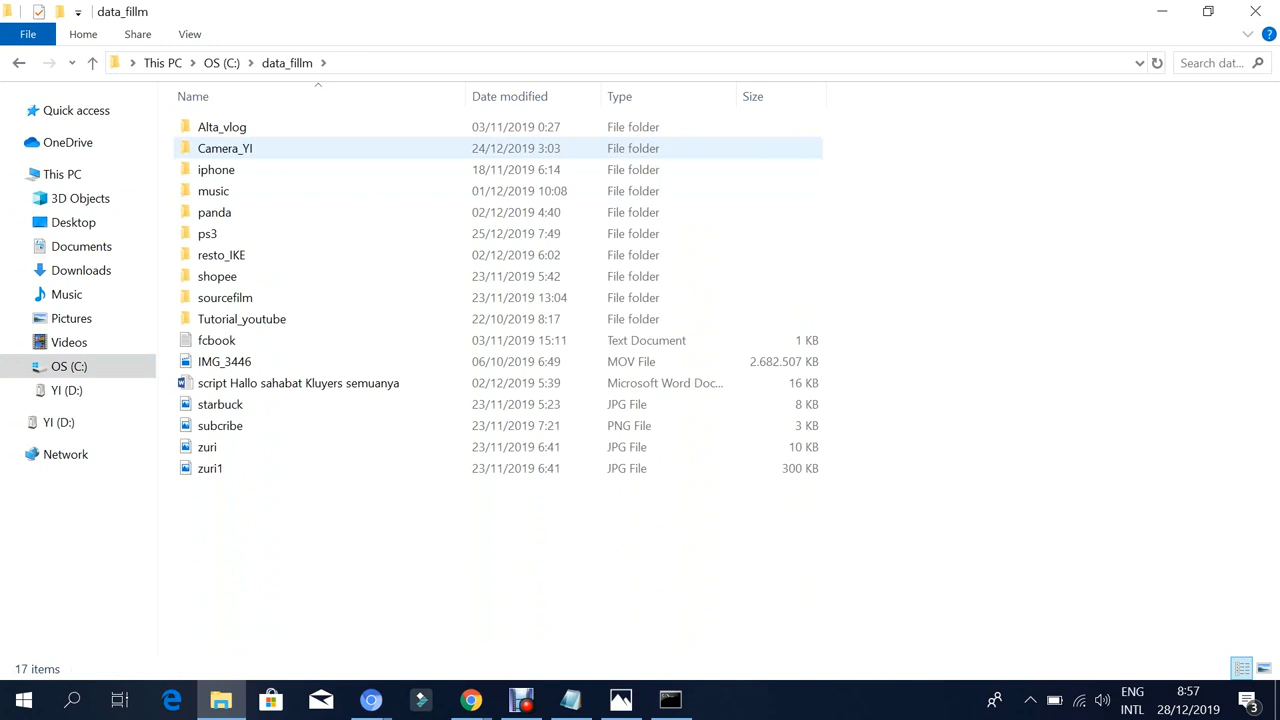 data_fillm
File Home Share View
This PC OS (C:) data_fillm Search dat...
Name Date modified Type Size
Quick access
OneDrive
This PC
3D Objects
Desktop
Documents
Downloads
Music
Pictures
Videos
OS (C:)
YI (D:)
YI (D:)
Network
Alta_vlog 03/11/2019 0:27 File folder
Camera_YI 24/12/2019 3:03 File folder
iphone 18/11/2019 6:14 File folder
music 01/12/2019 10:08 File folder
panda 02/12/2019 4:40 File folder
ps3 25/12/2019 7:49 File folder
resto_IKE 02/12/2019 6:02 File folder
shopee 23/11/2019 5:42 File folder
sourcefilm 23/11/2019 13:04 File folder
Tutorial_youtube 22/10/2019 8:17 File folder
fcbook 03/11/2019 15:11 Text Document 1 KB
IMG_3446 06/10/2019 6:49 MOV File 2.682.507 KB
script Hallo sahabat Kluyers semuanya 02/12/2019 5:39 Microsoft Word Doc... 16 KB
starbuck 23/11/2019 5:23 JPG File 8 KB
subcribe 23/11/2019 7:21 PNG File 3 KB
zuri 23/11/2019 6:41 JPG File 10 KB
zuri1 23/11/2019 6:41 JPG File 300 KB
17 items
ENG 8:57
INTL 28/12/2019 3